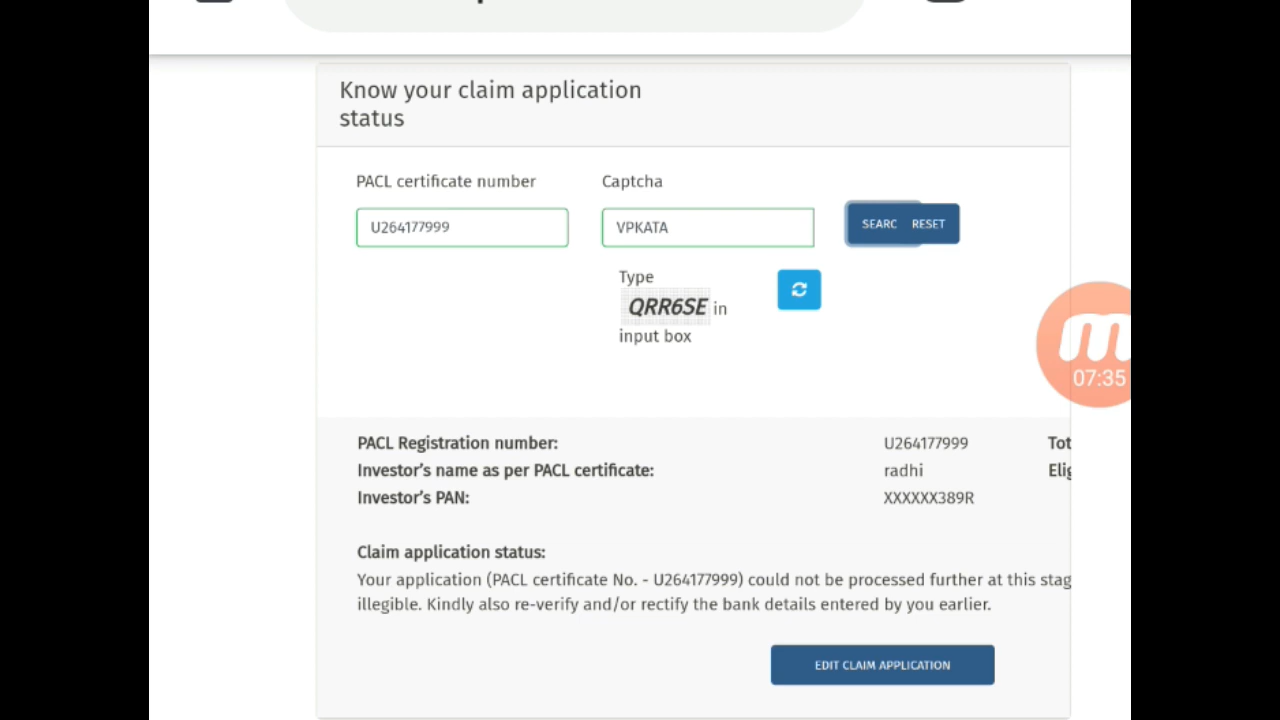 Know your claim application
status
PACL certificate number
Captcha
U264177999
VPKATA
SEARC
RESET
Type
QRR6SE in
input box
07:35
PACL Registration number:
U264177999
Investor's name as per PACL certificate:
radhi
Investor's PAN:
XXXXXX389R
Claim application status:
Your application (PACL certificate No. - U264177999) could not be processed further at this stag
illegible. Kindly also re-verify and/or rectify the bank details entered by you earlier.
EDIT CLAIM APPLICATION